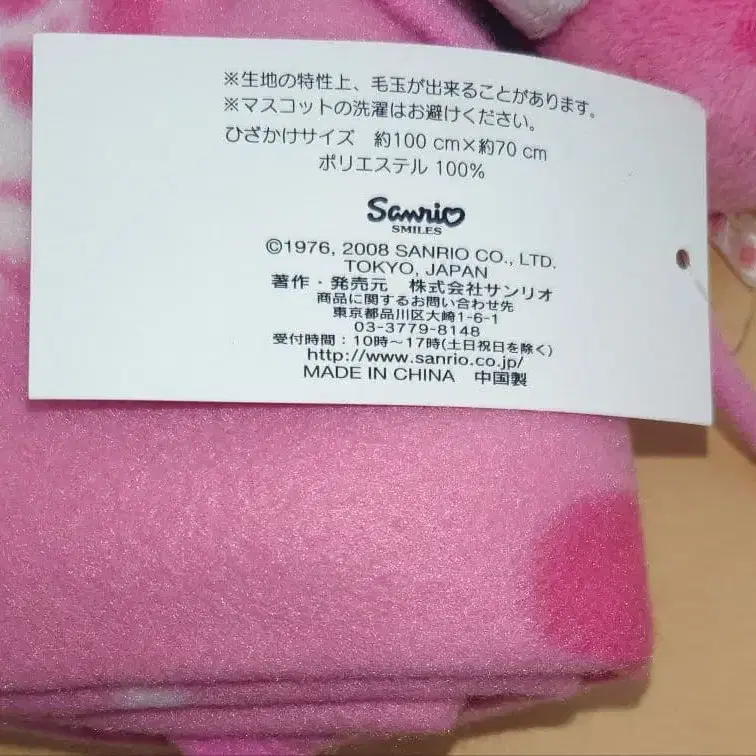 ※生地の特性上、毛玉が出来ることがあります。
※マスコットの洗濯はお避けください。
ひざかけサイズ 約100 cm×約70 cm
ポリエステル 100%
Sanrio
SMILES
©1976, 2008 SANRIO CO., LTD.
TOKYO, JAPAN
著作・発売元 株式会社サンリオ
商品に関するお問い合わせ先
東京都品川区大崎1-6-1
03-3779-8148
受付時間：10時～17時(土日祝日を除く)
http://www.sanrio.co.jp/
MADE IN CHINA 中国製